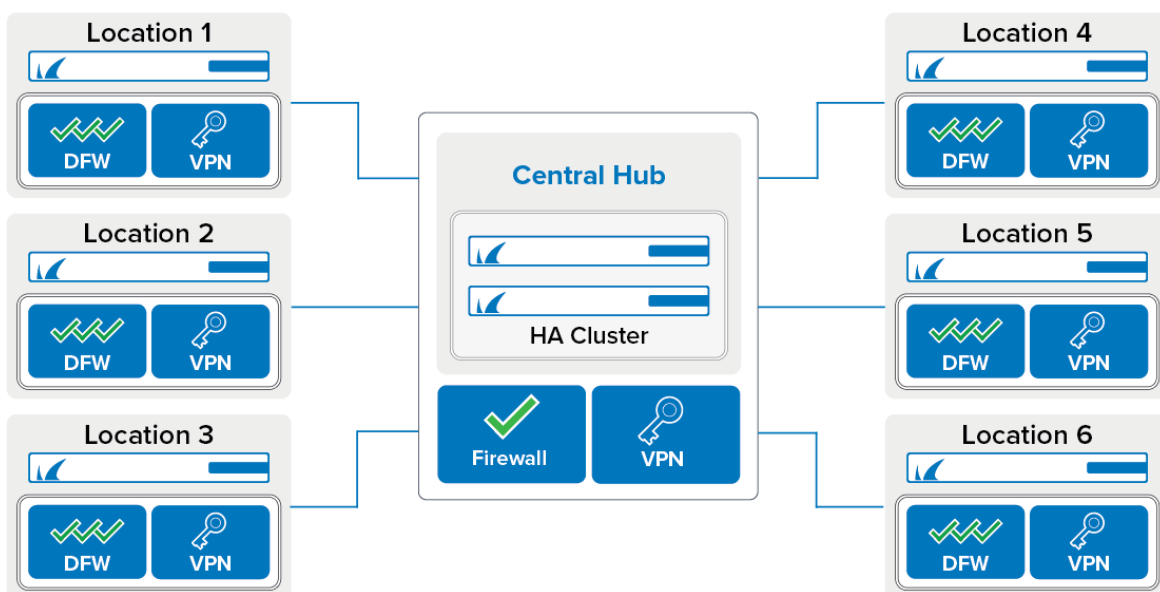 Location 1
DFW
VPN
Location 2
DFW
VPN
Location 3
DFW
VPN
Central Hub
HA Cluster
Firewall
VPN
Location 4
DFW
VPN
Location 5
DFW
VPN
Location 6
DFW
VPN